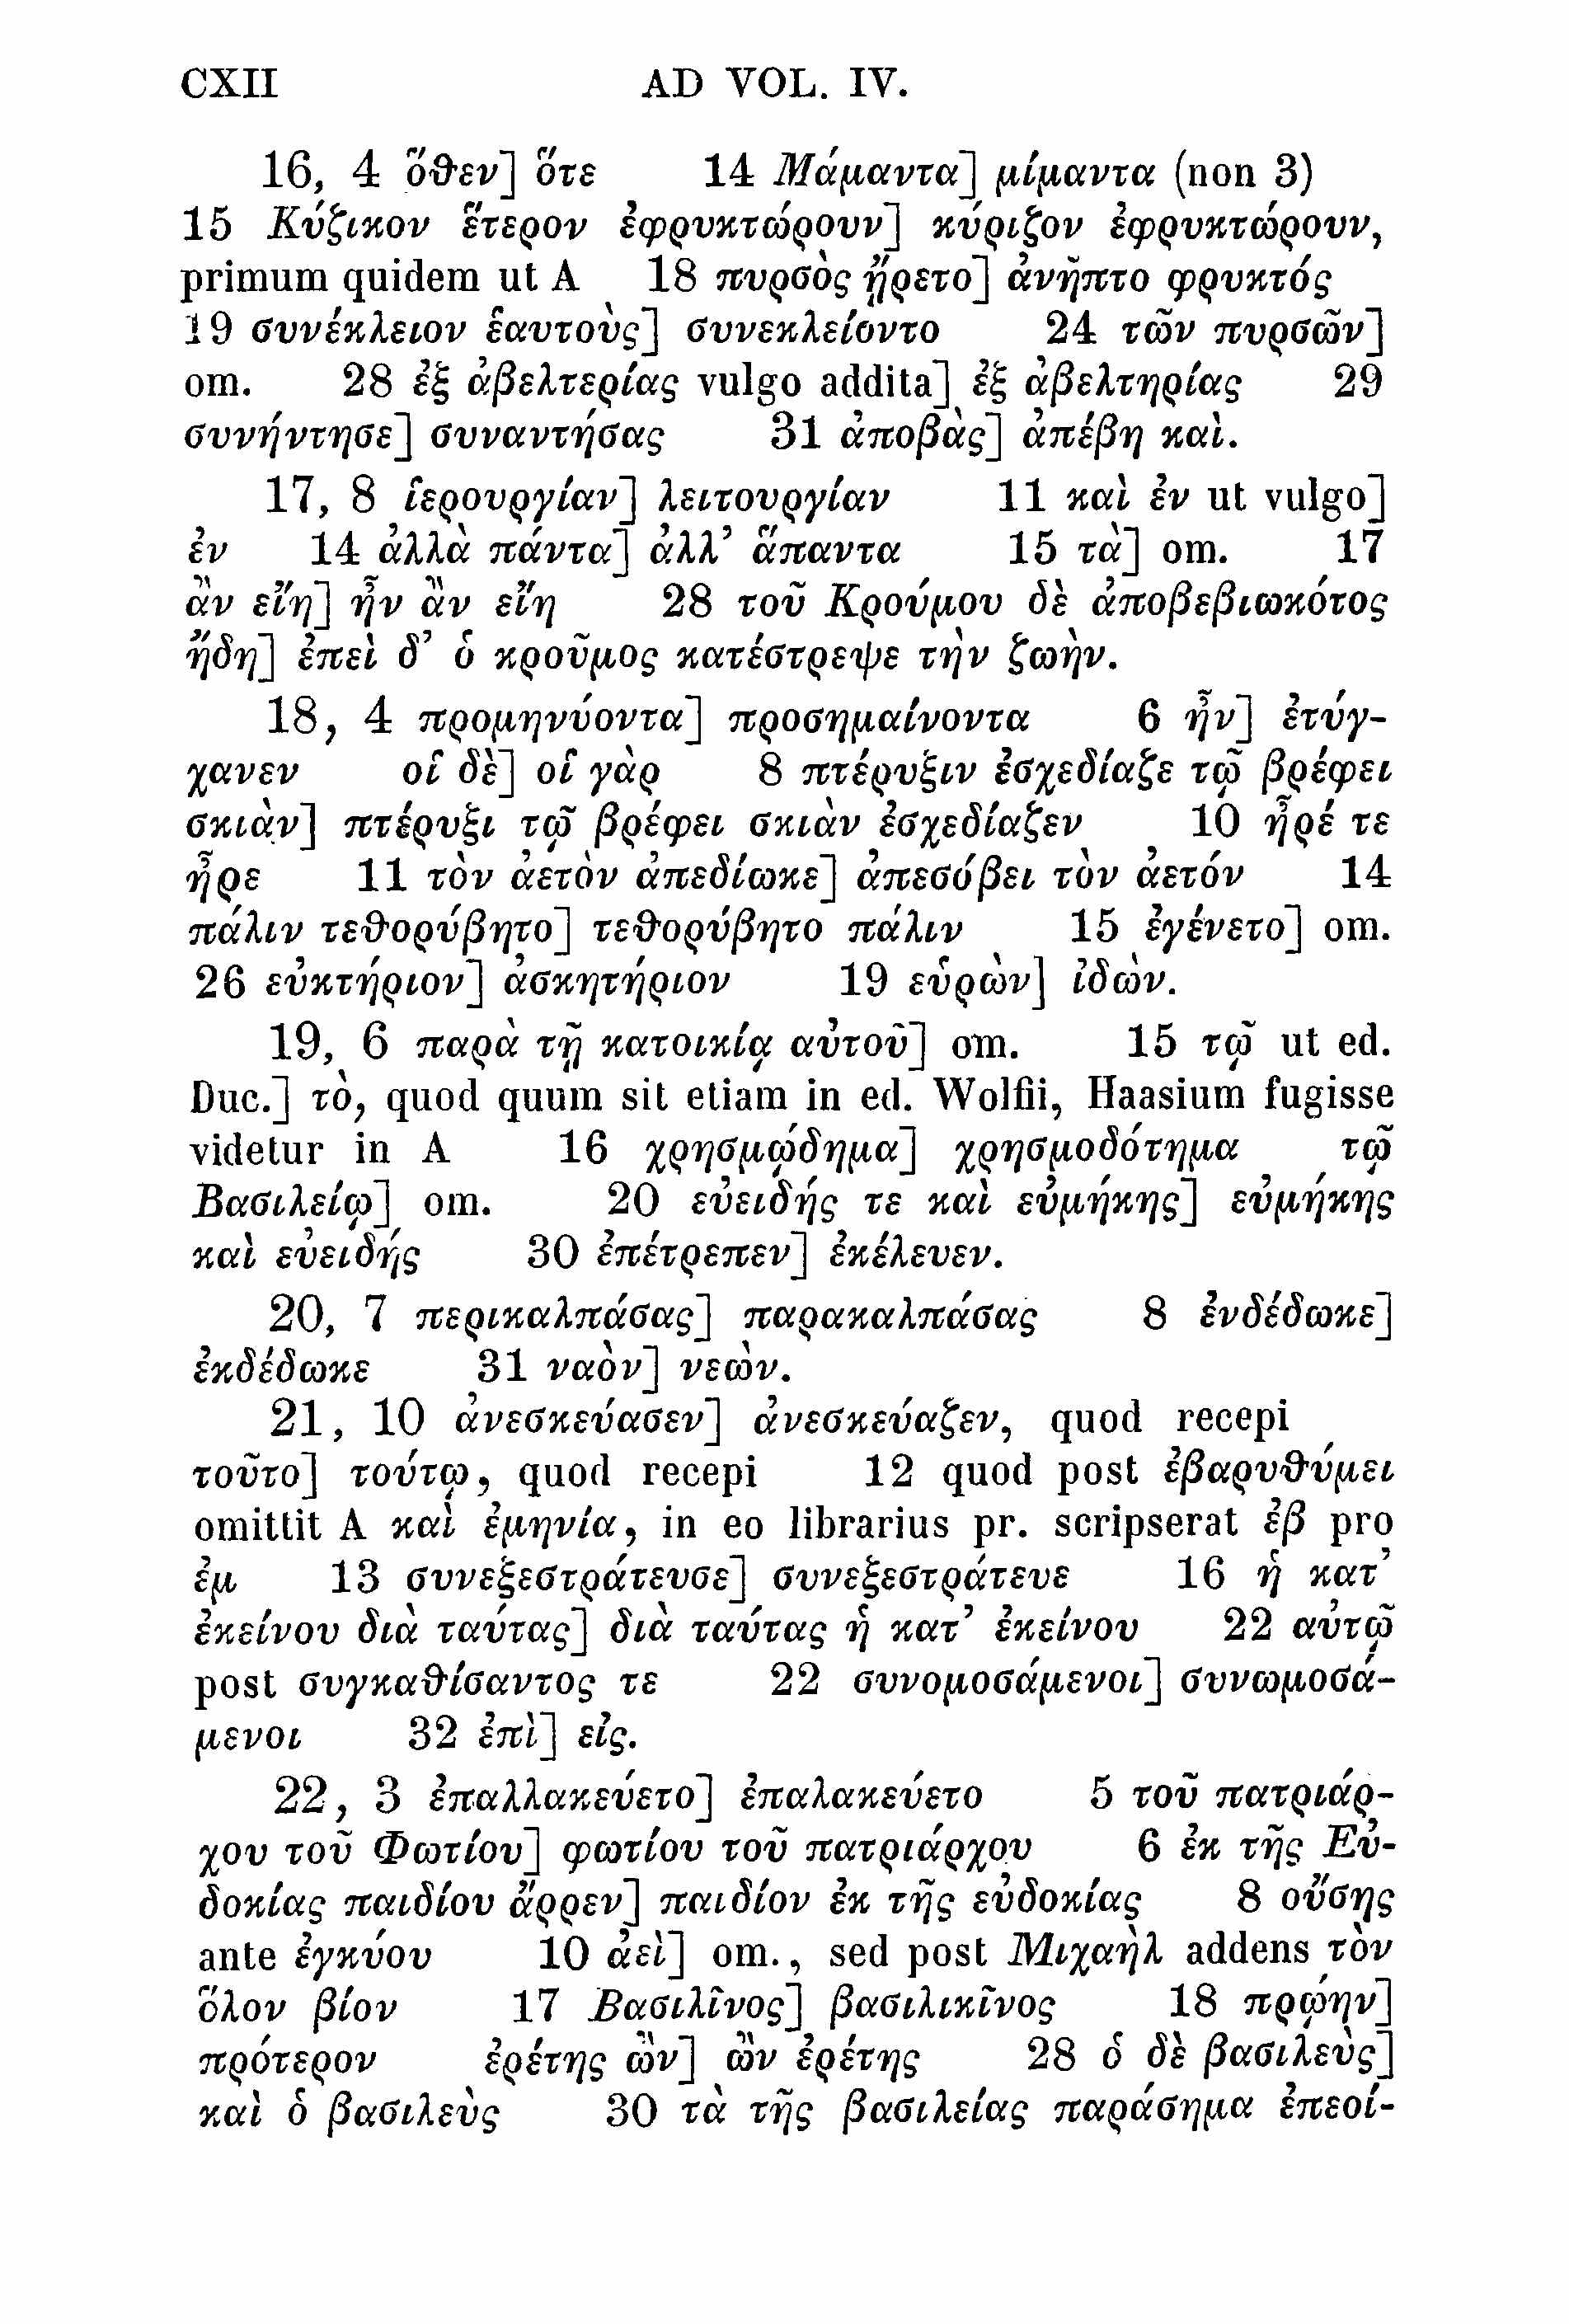 CXII AD VOL. IV.
16, 4 ὅθεν] ὅτε 14 Μάμαντα] μίμαντα (non 3)
15 Κύζικον ἕτερον ἐφρυκτώρουν] κύριζον ἐφρυκτώρουν,
primum quidem ut A 18 πυρσὸς ᾔρετο] ἀνῆπτο φρυκτός
19 συνέκλειον ἑαυτοὺς] συνεκλείοντο 24 τῶν πυρσῶν]
om. 28 ἐξ ἀβελτερίας vulgo addita] ἐξ ἀβελτηρίας 29
συνήντησε] συναντήσας 31 ἀποβὰς] ἀπέβη καὶ.
17, 8 ἱερουργίαν] λειτουργίαν 11 καὶ ἐν ut vulgo]
ἐν 14 ἀλλὰ πάντα] ἀλλ’ ἅπαντα 15 τὰ] om. 17
ἂν εἴη] ἦν ἂν εἴη 28 τοῦ Κρούμου δὲ ἀποβεβιωκότος
ἤδη] ἐπεὶ δ’ ὁ κροῦμος κατέστρεψε τὴν ζωὴν.
18, 4 προμηνύοντα] προσημαίνοντα 6 ἦν] ἐτύγ-
χανεν οἱ δὲ] οἱ γὰρ 8 πτέρυξιν ἐσχεδίαζε τῷ βρέφει
σκιὰν] πτέρυξι τῷ βρέφει σκιὰν ἐσχεδίαζεν 10 ἦρέ τε
ἦρε 11 τὸν ἀετὸν ἀπεδίωκε] ἀπεσόβει τὸν ἀετόν 14
πάλιν τεθορύβητο] τεθορύβητο πάλιν 15 ἐγένετο] om.
26 εὐκτήριον] ἀσκητήριον 19 εὑρὼν] ἰδὼν.
19, 6 παρὰ τῇ κατοικίᾳ αὐτοῦ] om. 15 τῷ ut ed.
Duc.] τὸ, quod quum sit etiam in ed. Wolfii, Haasium fugisse
videtur in A 16 χρησμῴδημα] χρησμοδότημα τῷ
Βασιλείῳ] om. 20 εὐειδής τε καὶ εὐμήκης] εὐμήκης
καὶ εὐειδής 30 ἐπέτρεπεν] ἐκέλευεν.
20, 7 περικαλπάσας] παρακαλπάσας 8 ἐνδέδωκε]
ἐκδέδωκε 31 ναὸν] νεὼν.
21, 10 ἀνεσκεύασεν] ἀνεσκεύαζεν, quod recepi
τοῦτο] τούτῳ, quod recepi 12 quod post ἐβαρυθύμει
omittit A καὶ ἐμηνία, in eo librarius pr. scripserat ἐβ pro
ἐμ 13 συνεξεστράτευσε] συνεξεστράτευε 16 ἡ κατ’
ἐκείνου διὰ ταύτας] διὰ ταύτας ἡ κατ’ ἐκείνου 22 αὐτῷ
post συγκαθίσαντος τε 22 συνομοσάμενοι] συνωμοσά-
μενοι 32 ἐπὶ] εἰς.
22, 3 ἐπαλλακεύετο] ἐπαλακεύετο 5 τοῦ πατριάρ-
χου τοῦ Φωτίου] φωτίου τοῦ πατριάρχου 6 ἐκ τῆς Εὐ-
δοκίας παιδίου ἄρρεν] παιδίον ἐκ τῆς εὐδοκίας 8 οὔσης
ante ἐγκύου 10 ἀεὶ] om., sed post Μιχαὴλ addens τὸν
ὅλον βίον 17 Βασιλῖνος] βασιλικῖνος 18 πρῴην]
πρότερον ἐρέτης ὢν] ὢν ἐρέτης 28 ὁ δὲ βασιλεὺς]
καὶ ὁ βασιλεὺς 30 τὰ τῆς βασιλείας παράσημα ἐπεοί-